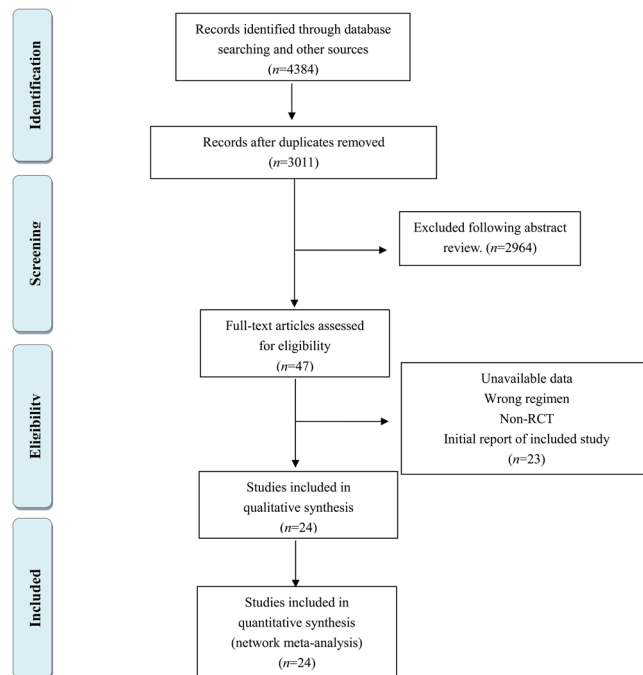 Identification
Records identified through database
searching and other sources
(n=4384)
Records after duplicates removed
(n=3011)
Screening
Excluded following abstract
review. (n=2964)
Full-text articles assessed
for eligibility
(n=47)
Eligibility
Unavailable data
Wrong regimen
Non-RCT
Initial report of included study
(n=23)
Studies included in
qualitative synthesis
(n=24)
Included
Studies included in
quantitative synthesis
(network meta-analysis)
(n=24)